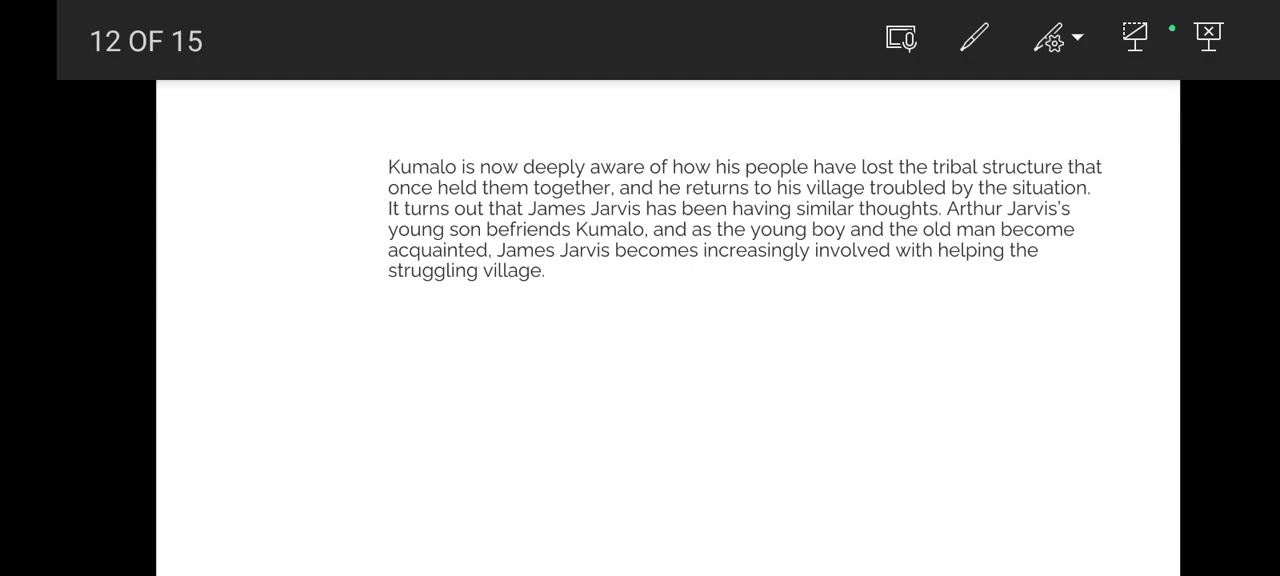 12 OF 15
Kumalo is now deeply aware of how his people have lost the tribal structure that
once held them together, and he returns to his village troubled by the situation.
It turns out that James Jarvis has been having similar thoughts. Arthur Jarvis’s
young son befriends Kumalo, and as the young boy and the old man become
acquainted, James Jarvis becomes increasingly involved with helping the
struggling village.